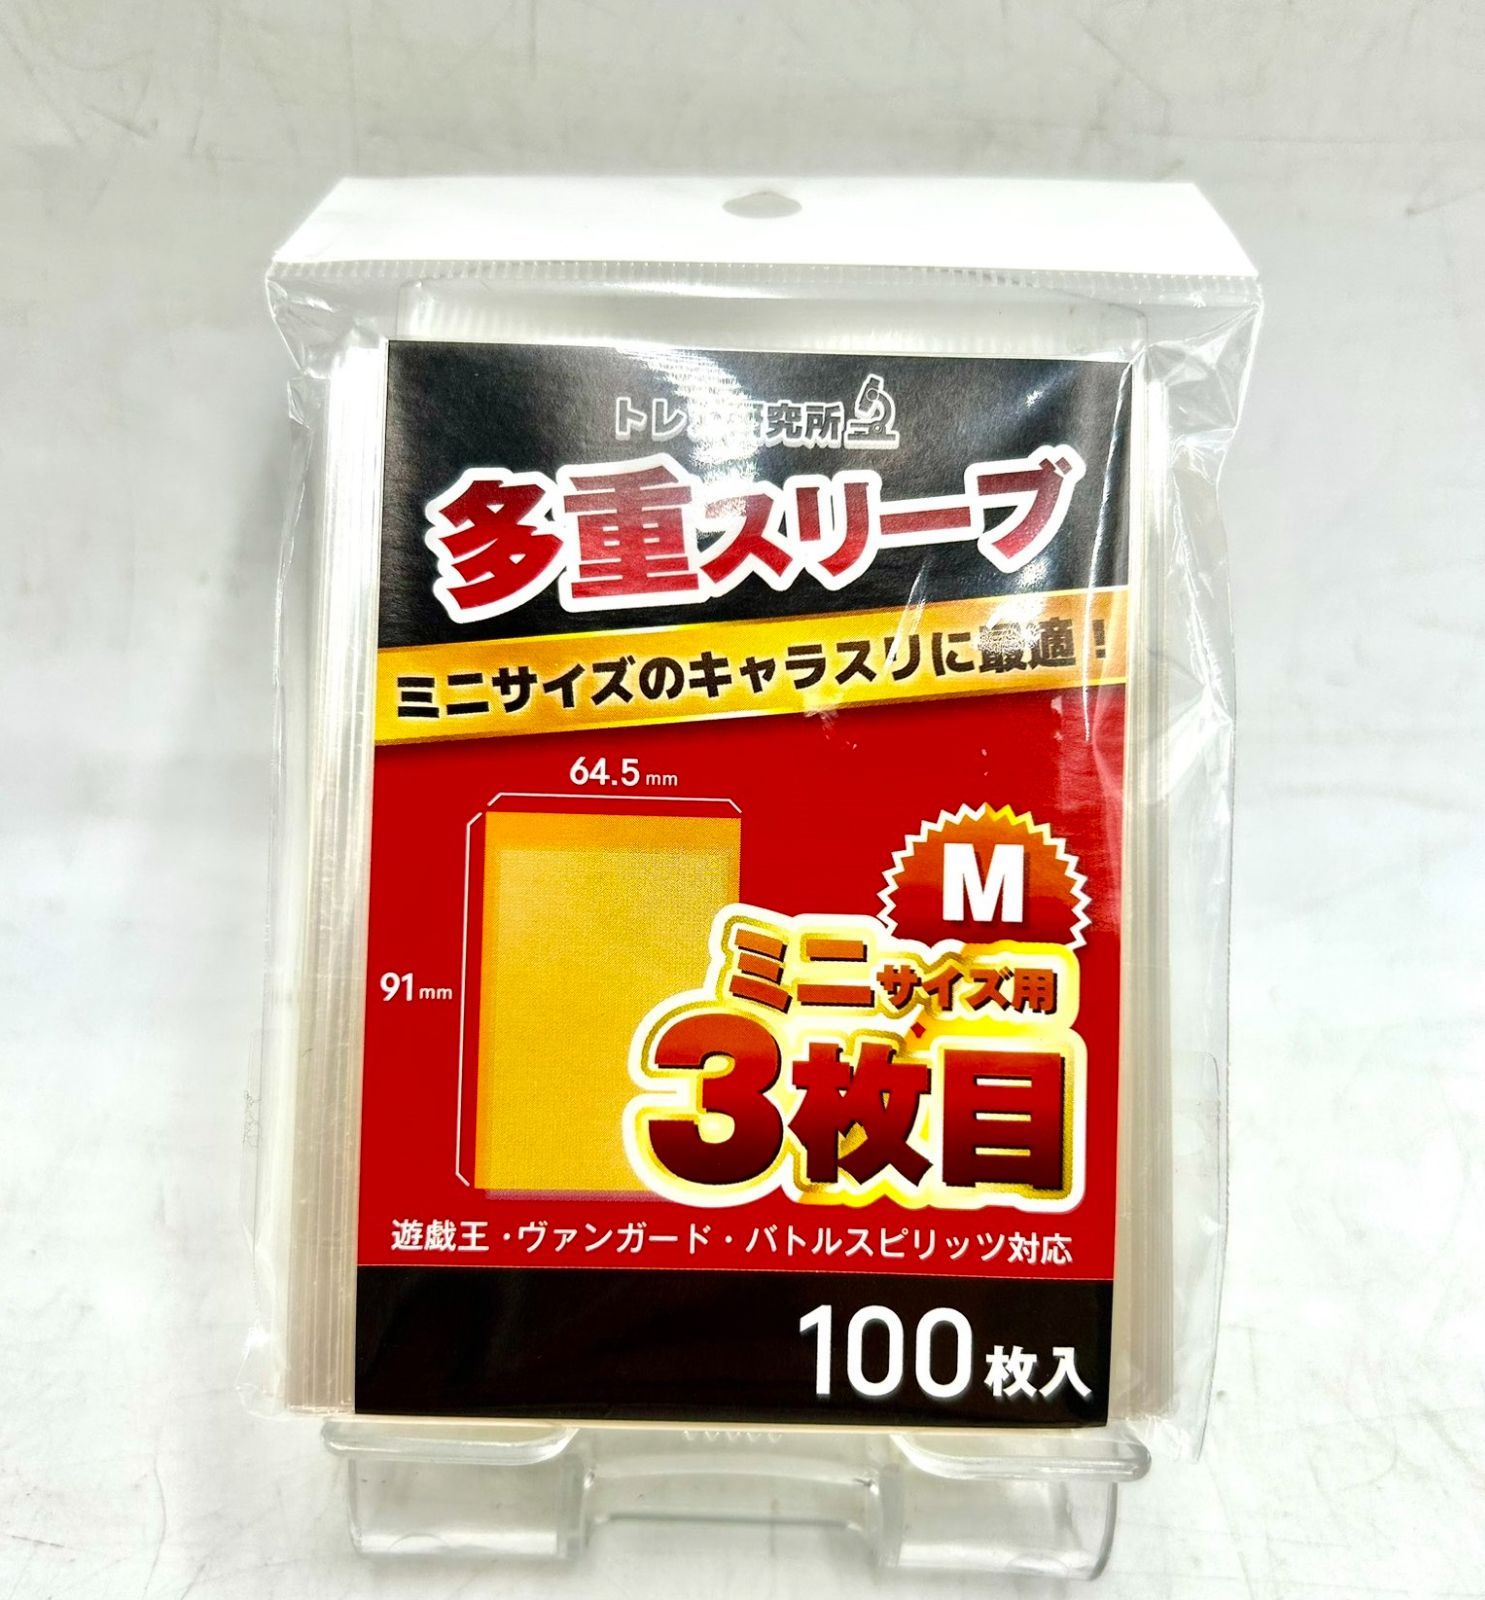 トレカ研究所
多重スリーブ
ミニサイズのキャラスリに最適！
64.5mm
91mm
M
ミニサイズ用
3枚目
遊戯王・ヴァンガード・バトルスピリッツ対応
100枚入